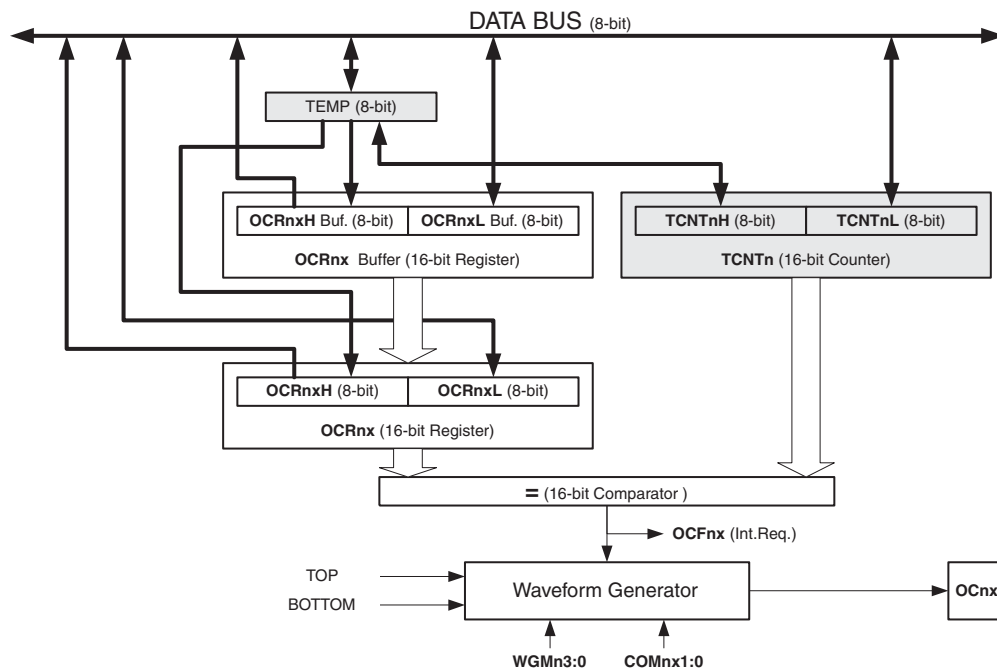 DATA BUS (8-bit)
TEMP (8-bit)
OCRnxH Buf. (8-bit) OCRnxL Buf. (8-bit)
OCRnx Buffer (16-bit Register)
TCNTnH (8-bit) TCNTnL (8-bit)
TCNTn (16-bit Counter)
OCRnxH (8-bit) OCRnxL (8-bit)
OCRnx (16-bit Register)
= (16-bit Comparator )
OCFnx (Int.Req.)
TOP
BOTTOM
Waveform Generator
OCnx
WGMn3:0 COMnx1:0